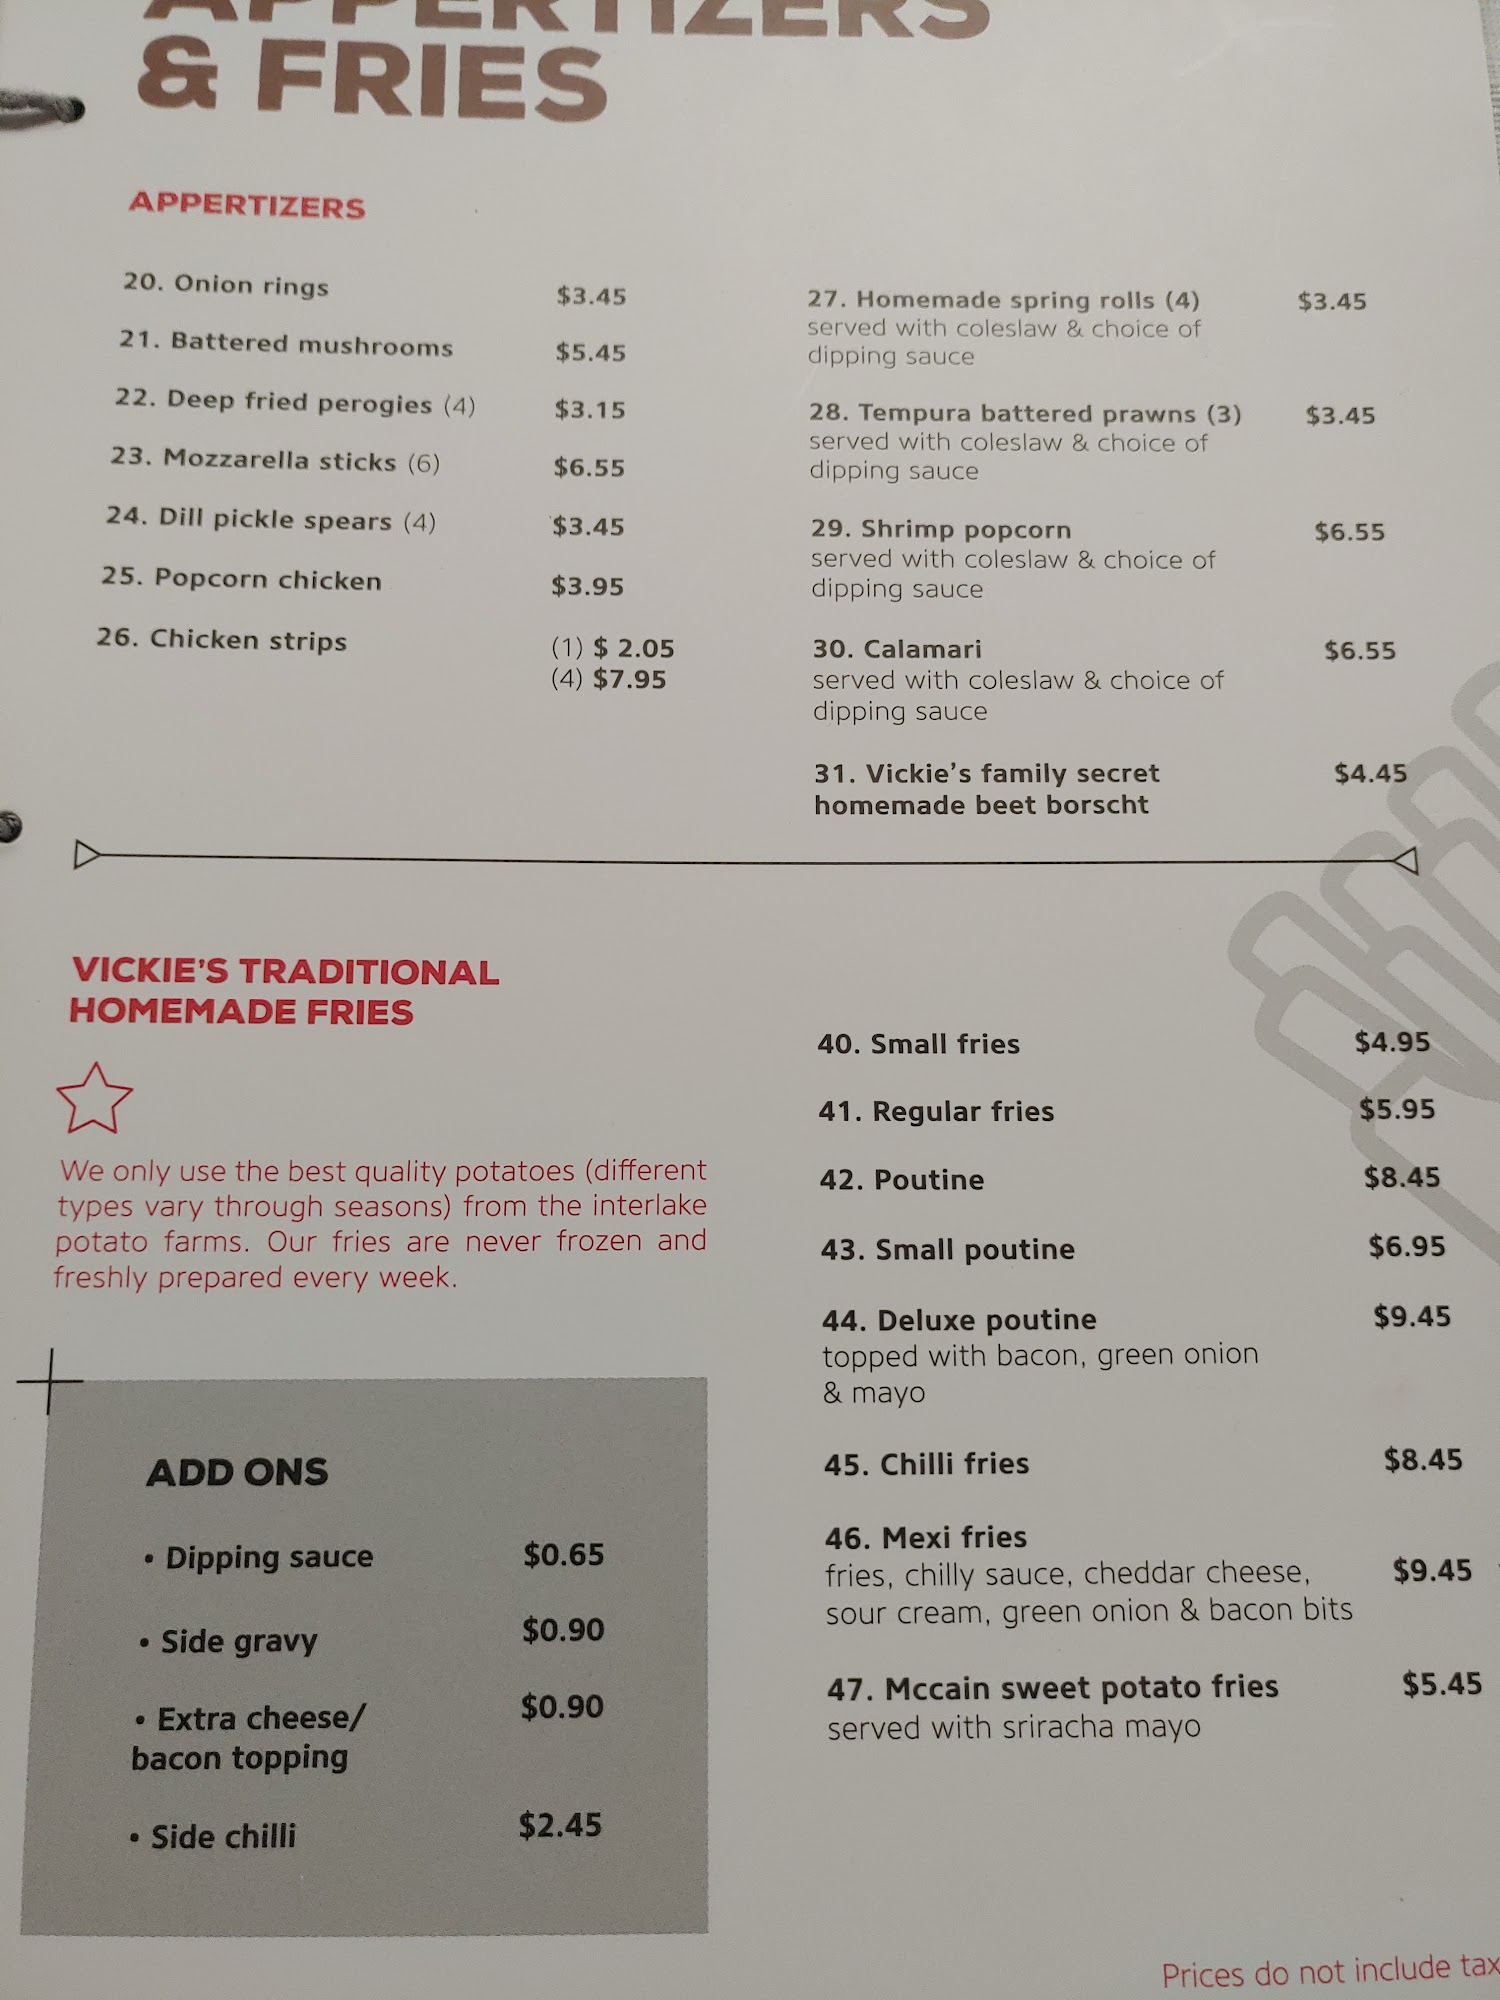 APPERTIZERS
& FRIES
APPERTIZERS
20. Onion rings $3.45
21. Battered mushrooms $5.45
22. Deep fried perogies (4) $3.15
23. Mozzarella sticks (6) $6.55
24. Dill pickle spears (4) $3.45
25. Popcorn chicken $3.95
26. Chicken strips (1) $ 2.05
(4) $7.95
27. Homemade spring rolls (4) $3.45
served with coleslaw & choice of
dipping sauce
28. Tempura battered prawns (3) $3.45
served with coleslaw & choice of
dipping sauce
29. Shrimp popcorn $6.55
served with coleslaw & choice of
dipping sauce
30. Calamari $6.55
served with coleslaw & choice of
dipping sauce
31. Vickie's family secret $4.45
homemade beet borscht
VICKIE'S TRADITIONAL
HOMEMADE FRIES
We only use the best quality potatoes (different
types vary through seasons) from the interlake
potato farms. Our fries are never frozen and
freshly prepared every week.
ADD ONS
• Dipping sauce $0.65
• Side gravy $0.90
• Extra cheese/ $0.90
bacon topping
• Side chilli $2.45
40. Small fries $4.95
41. Regular fries $5.95
42. Poutine $8.45
43. Small poutine $6.95
44. Deluxe poutine $9.45
topped with bacon, green onion
& mayo
45. Chilli fries $8.45
46. Mexi fries
fries, chilly sauce, cheddar cheese, $9.45
sour cream, green onion & bacon bits
47. Mccain sweet potato fries $5.45
served with sriracha mayo
Prices do not include tax